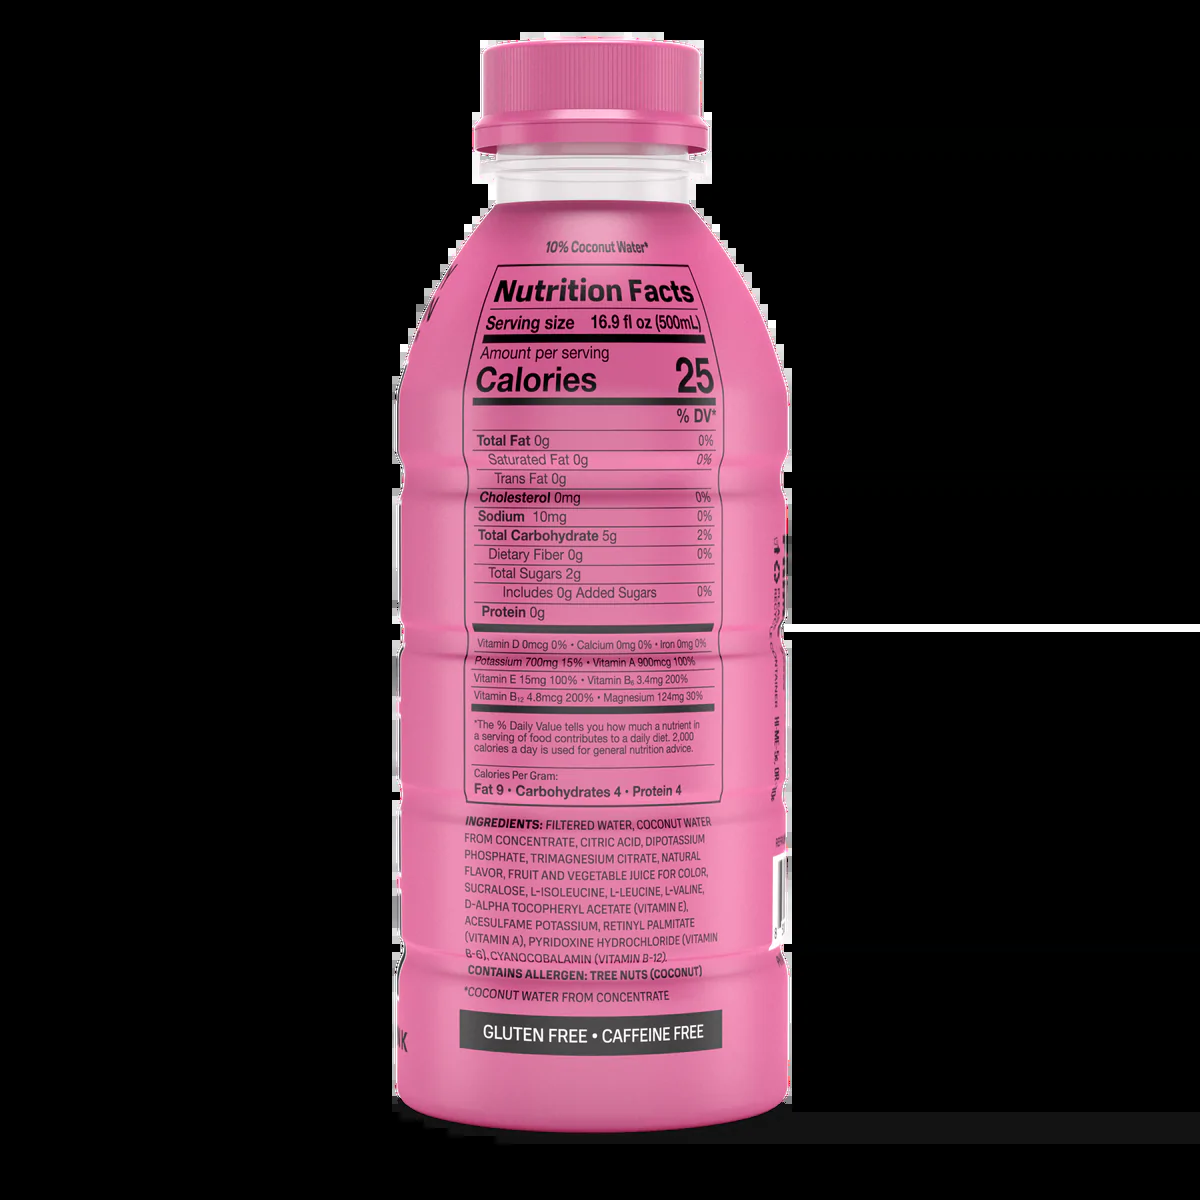 10% Coconut Water*
Nutrition Facts
Serving size 16.9 fl oz (500mL)
Amount per serving
Calories 25
% DV*
Total Fat 0g 0%
Saturated Fat 0g 0%
Trans Fat 0g
Cholesterol 0mg 0%
Sodium 10mg 0%
Total Carbohydrate 5g 2%
Dietary Fiber 0g 0%
Total Sugars 2g
Includes 0g Added Sugars 0%
Protein 0g
Vitamin D 0mcg 0% • Calcium 0mg 0% • Iron 0mg 0%
Potassium 700mg 15% • Vitamin A 900mcg 100%
Vitamin E 15mg 100% • Vitamin B₆ 3.4mg 200%
Vitamin B₁₂ 4.8mcg 200% • Magnesium 124mg 30%
*The % Daily Value tells you how much a nutrient in
a serving of food contributes to a daily diet. 2,000
calories a day is used for general nutrition advice.
Calories Per Gram:
Fat 9 • Carbohydrates 4 • Protein 4
INGREDIENTS: FILTERED WATER, COCONUT WATER
FROM CONCENTRATE, CITRIC ACID, DIPOTASSIUM
PHOSPHATE, TRIMAGNESIUM CITRATE, NATURAL
FLAVOR, FRUIT AND VEGETABLE JUICE FOR COLOR,
SUCRALOSE, L-ISOLEUCINE, L-LEUCINE, L-VALINE,
D-ALPHA TOCOPHERYL ACETATE (VITAMIN E),
ACESULFAME POTASSIUM, RETINYL PALMITATE
(VITAMIN A), PYRIDOXINE HYDROCHLORIDE (VITAMIN
B-6), CYANOCOBALAMIN (VITAMIN B-12).
CONTAINS ALLERGEN: TREE NUTS (COCONUT)
*COCONUT WATER FROM CONCENTRATE
GLUTEN FREE • CAFFEINE FREE